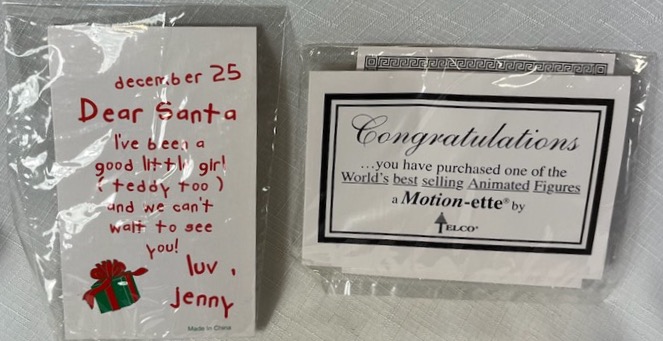 december 25
Dear Santa
I've been a
good little girl
(teddy too)
and we can't
wait to see
you!
luv,
jenny
Made in China
Congratulations
...you have purchased one of the
World's best selling Animated Figures
a Motion-ette® by
TELCO®